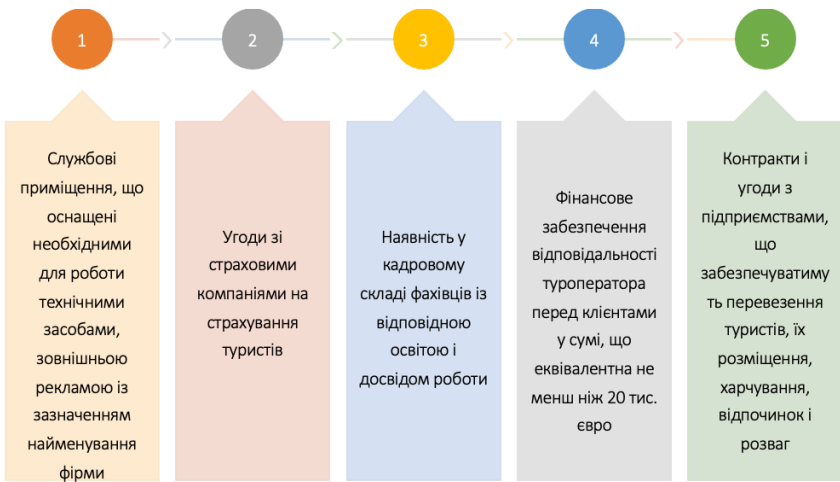 1
2
3
4
5
Службові
приміщення, що
оснащені
необхідними
для роботи
технічними
засобами,
зовнішньою
рекламою із
зазначенням
найменування
фірми
Угоди зі
страховими
компаніями на
страхування
туристів
Наявність у
кадровому
складі фахівців із
відповідною
освітою і
досвідом роботи
Фінансове
забезпечення
відповідальності
туроператора
перед клієнтами
у сумі, що
еквівалентна не
менш ніж 20 тис.
євро
Контракти і
угоди з
підприємствами,
що
забезпечуватиму
ть перевезення
туристів, їх
розміщення,
харчування,
відпочинок і
розваг